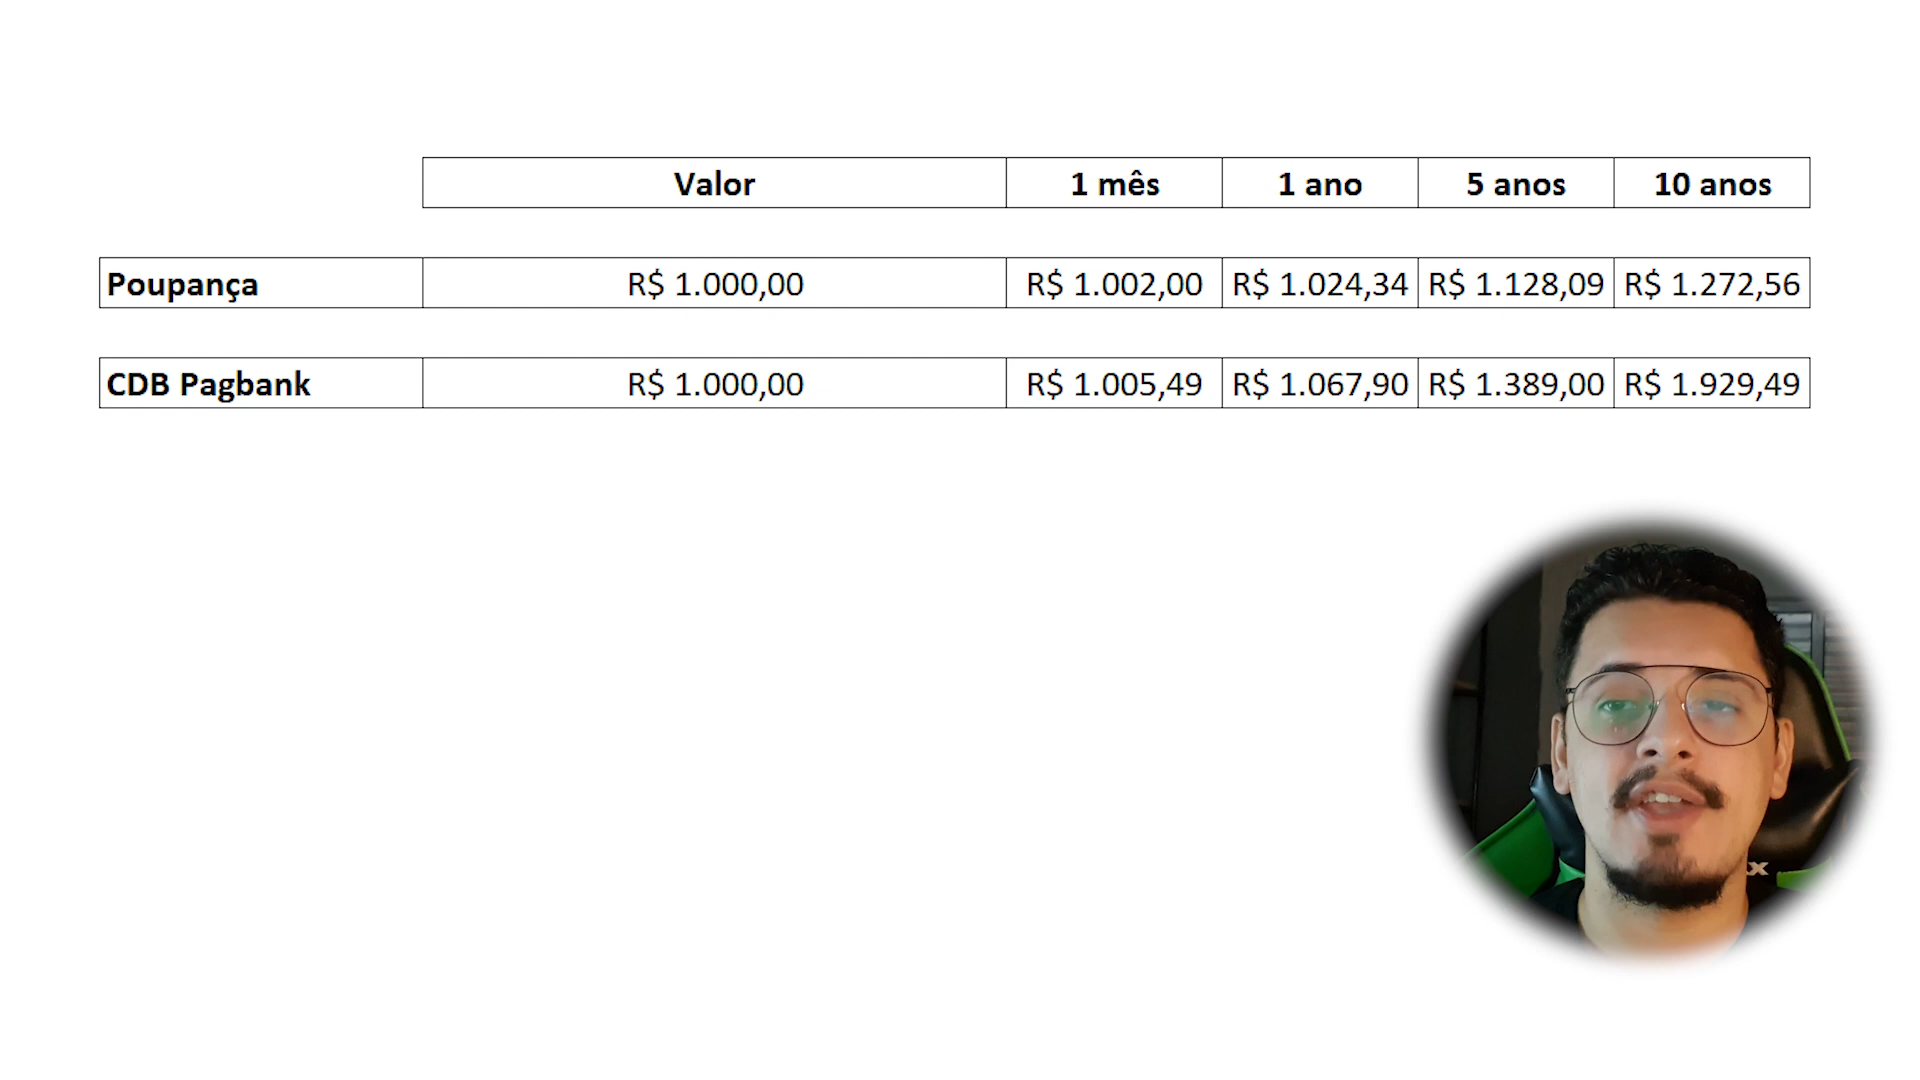 Valor 1 mês 1 ano 5 anos 10 anos
Poupança R$ 1.000,00 R$ 1.002,00 R$ 1.024,34 R$ 1.128,09 R$ 1.272,56
CDB Pagbank R$ 1.000,00 R$ 1.005,49 R$ 1.067,90 R$ 1.389,00 R$ 1.929,49
X